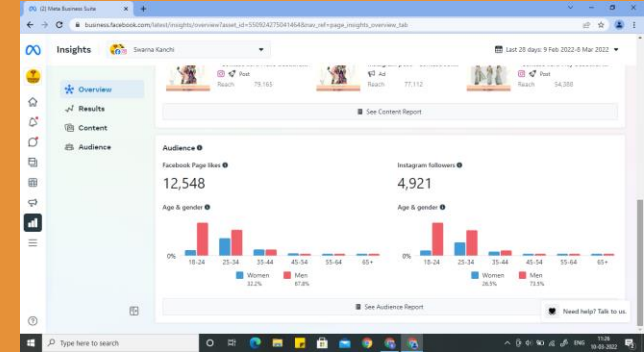 (2) Meta Business Suite
business.facebook.com/latest/insights/overview?asset_id=550924275041464&nav_ref=page_insights_overview_tab
Insights
Swarna Kanchi
Last 28 days: 9 Feb 2022-8 Mar 2022
Overview
Results
Content
Audience
Post
Reach 79,165
Ad
Reach 77,112
Post
Reach 54,380
See Content Report
Audience
Facebook Page likes
12,548
Age & gender
0%
18-24 25-34 35-44 45-54 55-64 65+
Women Men
32.2% 67.8%
Instagram followers
4,921
Age & gender
0%
18-24 25-34 35-44 45-54 55-64 65+
Women Men
26.5% 73.5%
See Audience Report
Need help? Talk to us.
Type here to search
ENG
11:26
10-03-2022